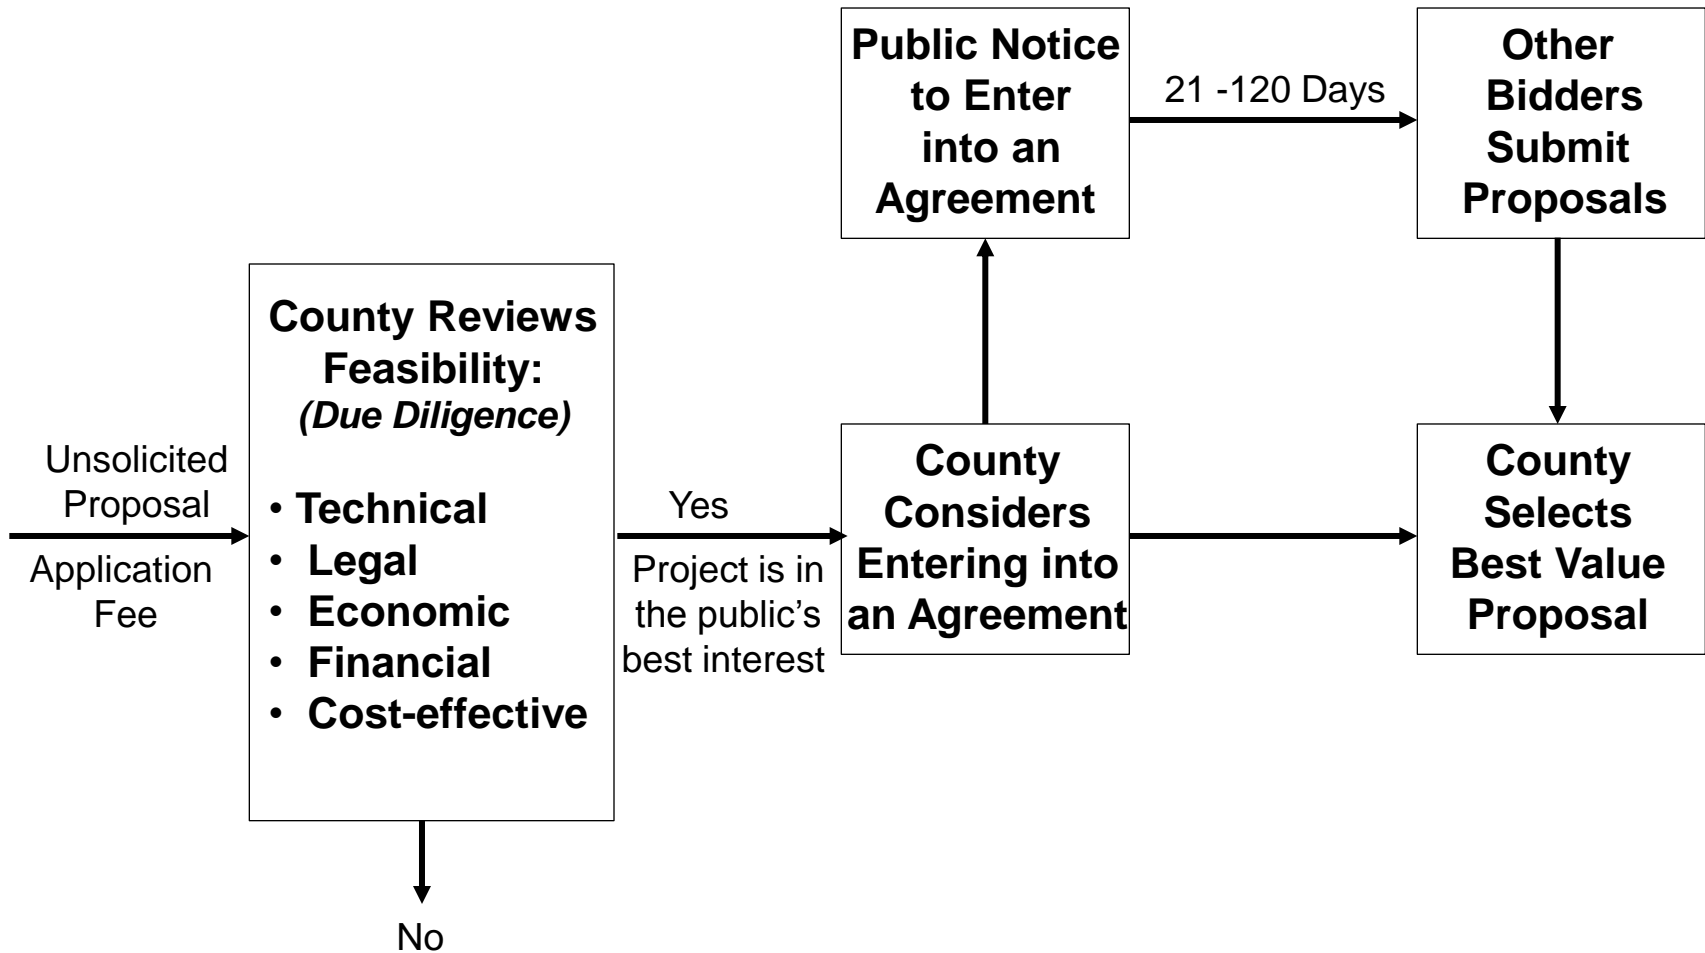 Unsolicited
Proposal
Application
Fee
County Reviews
Feasibility:
(Due Diligence)
• Technical
• Legal
• Economic
• Financial
• Cost-effective
No
Yes
Project is in
the public’s
best interest
County
Considers
Entering into
an Agreement
Public Notice
to Enter
into an
Agreement
21 -120 Days
Other
Bidders
Submit
Proposals
County
Selects
Best Value
Proposal